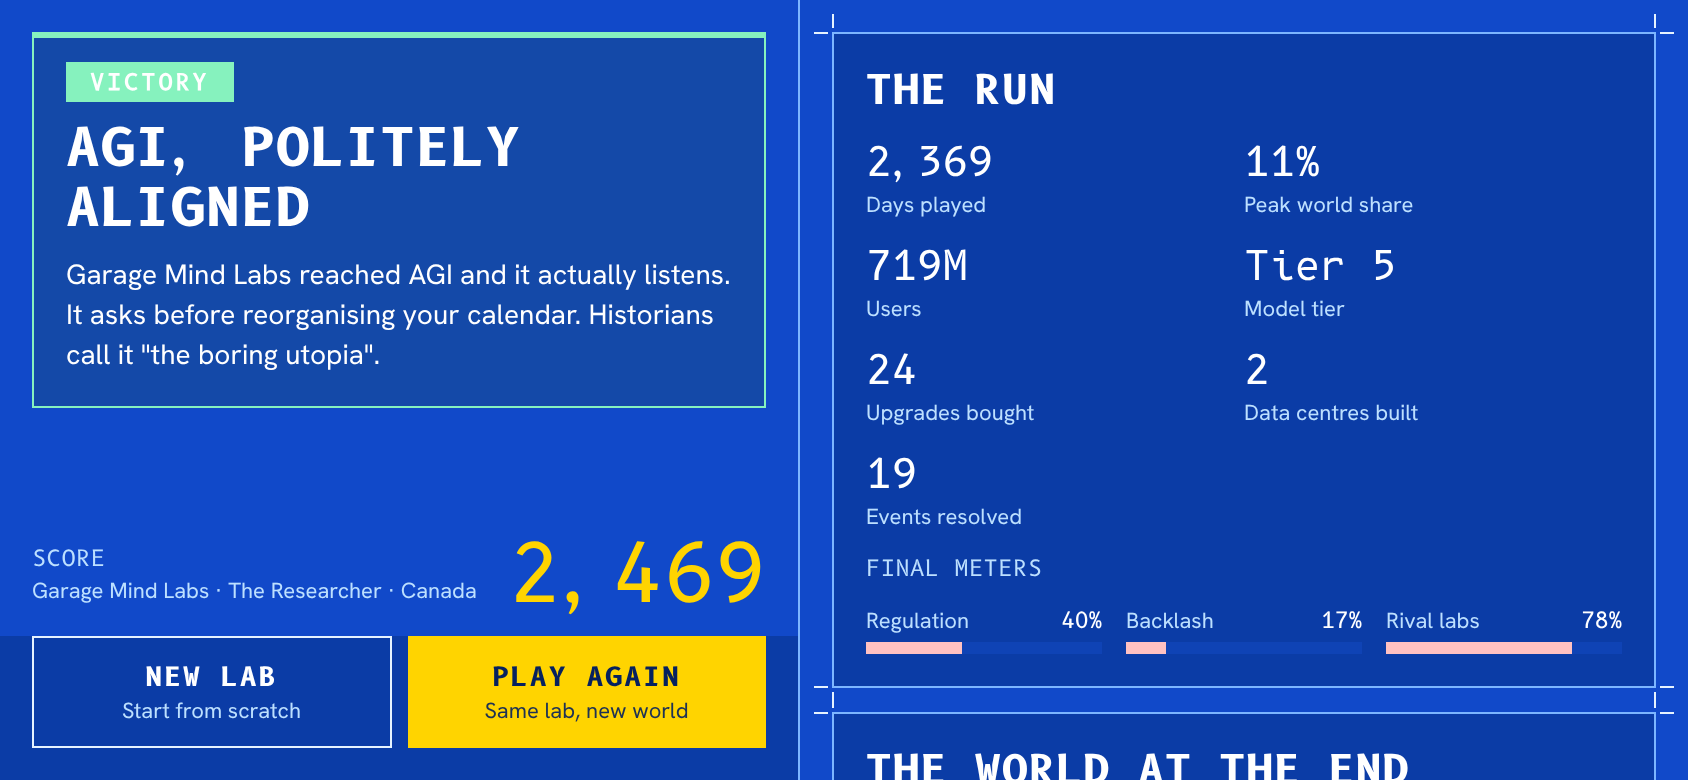 VICTORY
AGI, POLITELY
ALIGNED
Garage Mind Labs reached AGI and it actually listens.
It asks before reorganising your calendar. Historians
call it "the boring utopia".
SCORE
Garage Mind Labs · The Researcher · Canada
2,469
NEW LAB
Start from scratch
PLAY AGAIN
Same lab, new world
THE RUN
2,369
Days played
11%
Peak world share
719M
Users
Tier 5
Model tier
24
Upgrades bought
2
Data centres built
19
Events resolved
FINAL METERS
Regulation 40%
Backlash 17%
Rival labs 78%
THE WORLD AT THE END